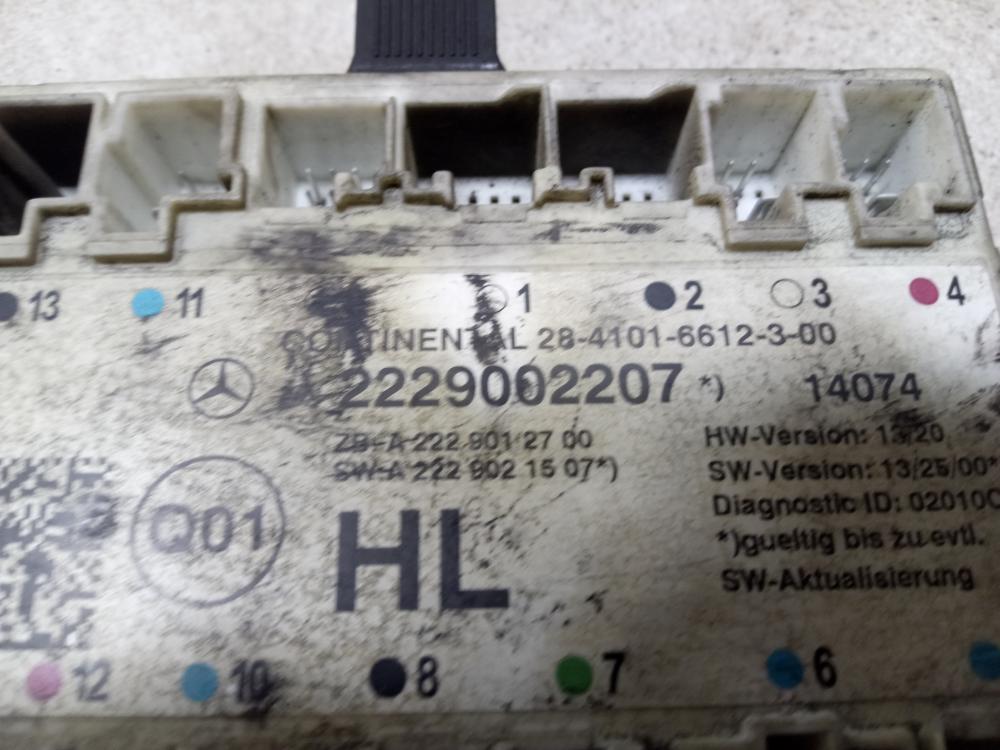 13 11 1 2 3 4
CONTINENTAL 28-4101-6612-3-00
A 2229002207 *) 14074
ZB-A 222 901 27 00
SW-A 222 902 15 07*)
HW-Version: 13/20
SW-Version: 13/25/00*
Diagnostic ID: 02010
*)gueltig bis zu evtl.
SW-Aktualisierung
Q01
HL
12 10 8 7 6